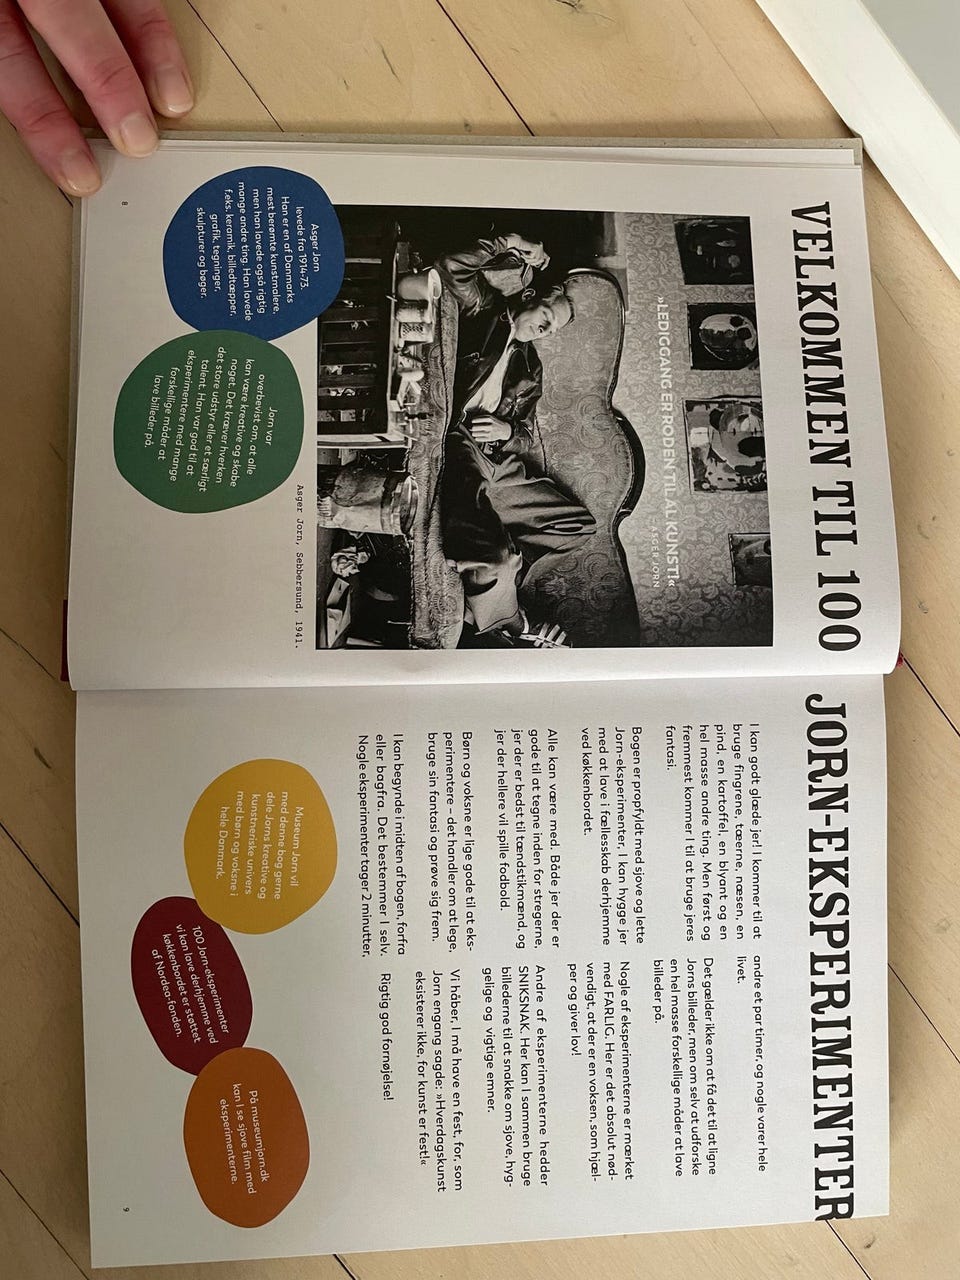 VELKOMMEN TIL 100 JORN-EKSPERIMENTER
»LEDIGGANG ER RODEN TIL AL KUNST!«
- ASGER JORN
Asger Jorn, Sebbersund, 1941.
Asger Jorn
levede fra 1914-73.
Han er en af Danmarks
mest berømte kunstmalere,
men han lavede også rigtig
mange andre ting. Han lavede
f.eks. keramik, billedtæpper,
grafik, tegninger,
skulpturer og bøger.
Jorn var
overbevist om, at alle
kan være kreative og skabe
noget. Det kræver hverken
det store udstyr eller et særligt
talent. Han var god til at
eksperimentere med mange
forskellige måder at
lave billeder på.
8
I kan godt glæde jer! I kommer til at
bruge fingrene, tæerne, næsen, en
pind, en kartoffel, en blyant og en
hel masse andre ting. Men først og
fremmest kommer I til at bruge jeres
fantasi.
Bogen er propfyldt med sjove og lette
Jorn-eksperimenter, I kan hygge jer
med at lave i fællesskab derhjemme
ved køkkenbordet.
Alle kan være med. Både jer der er
gode til at tegne inden for stregerne,
jer der er bedst til tændstikmænd, og
jer der hellere vil spille fodbold.
Børn og voksne er lige gode til at eks-
perimentere - det handler om at lege,
bruge sin fantasi og prøve sig frem.
I kan begynde i midten af bogen, forfra
eller bagfra. Det bestemmer I selv.
Nogle eksperimenter tager 2 minutter,
andre et par timer, og nogle varer hele
livet.
Det gælder ikke om at få det til at ligne
Jorns billeder, men om selv at udforske
en hel masse forskellige måder at lave
billeder på.
Nogle af eksperimenterne er mærket
med FARLIG. Her er det absolut nød-
vendigt, at der er en voksen, som hjæl-
per og giver lov!
Andre af eksperimenterne hedder
SNIKSNAK. Her kan I sammen bruge
billederne til at snakke om sjove, hyg-
gelige og vigtige emner.
Vi håber, I må have en fest, for, som
Jorn engang sagde: »Hverdagskunst
eksisterer ikke, for kunst er fest!«
Rigtig god fornøjelse!
Museum Jorn vil
med denne bog gerne
dele Jorns kreative og
kunstneriske univers
med børn og voksne i
hele Danmark.
100 Jorn-eksperimenter
vi kan lave derhjemme ved
køkkenbordet er støttet
af Nordea-fonden.
På museumjorn.dk
kan I se sjove film med
eksperimenterne.
9